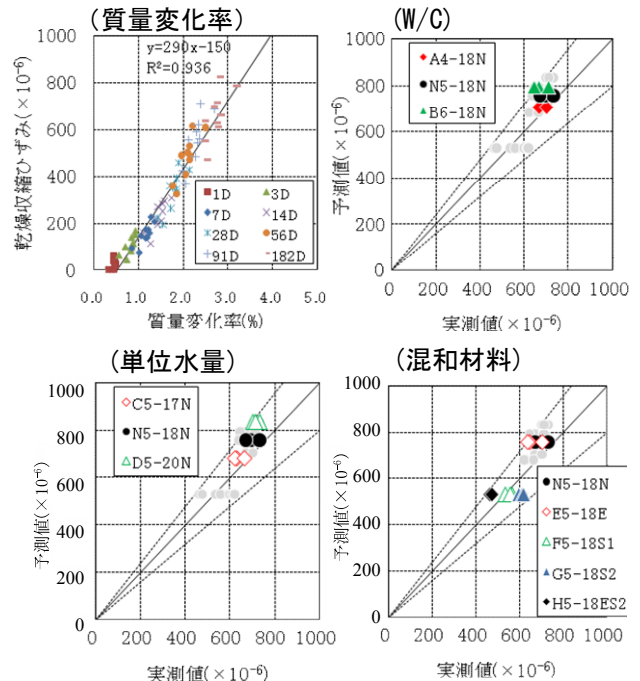 (質量変化率)
1000
800
600
400
200
0
y=290x-150
R²=0.936
1D
3D
7D
14D
28D
56D
91D
182D
0.0 1.0 2.0 3.0 4.0 5.0
質量変化率(%)
乾燥収縮ひずみ(×10⁻⁶)
(W/C)
1000
800
600
400
200
0
A4-18N
N5-18N
B6-18N
0 200 400 600 800 1000
実測値(×10⁻⁶)
予測値(×10⁻⁶)
(単位水量)
1000
800
600
400
200
0
C5-17N
N5-18N
D5-20N
0 200 400 600 800 1000
実測値(×10⁻⁶)
予測値(×10⁻⁶)
(混和材料)
1000
800
600
400
200
0
N5-18N
E5-18E
F5-18S1
G5-18S2
H5-18ES2
0 200 400 600 800 1000
実測値(×10⁻⁶)
予測値(×10⁻⁶)